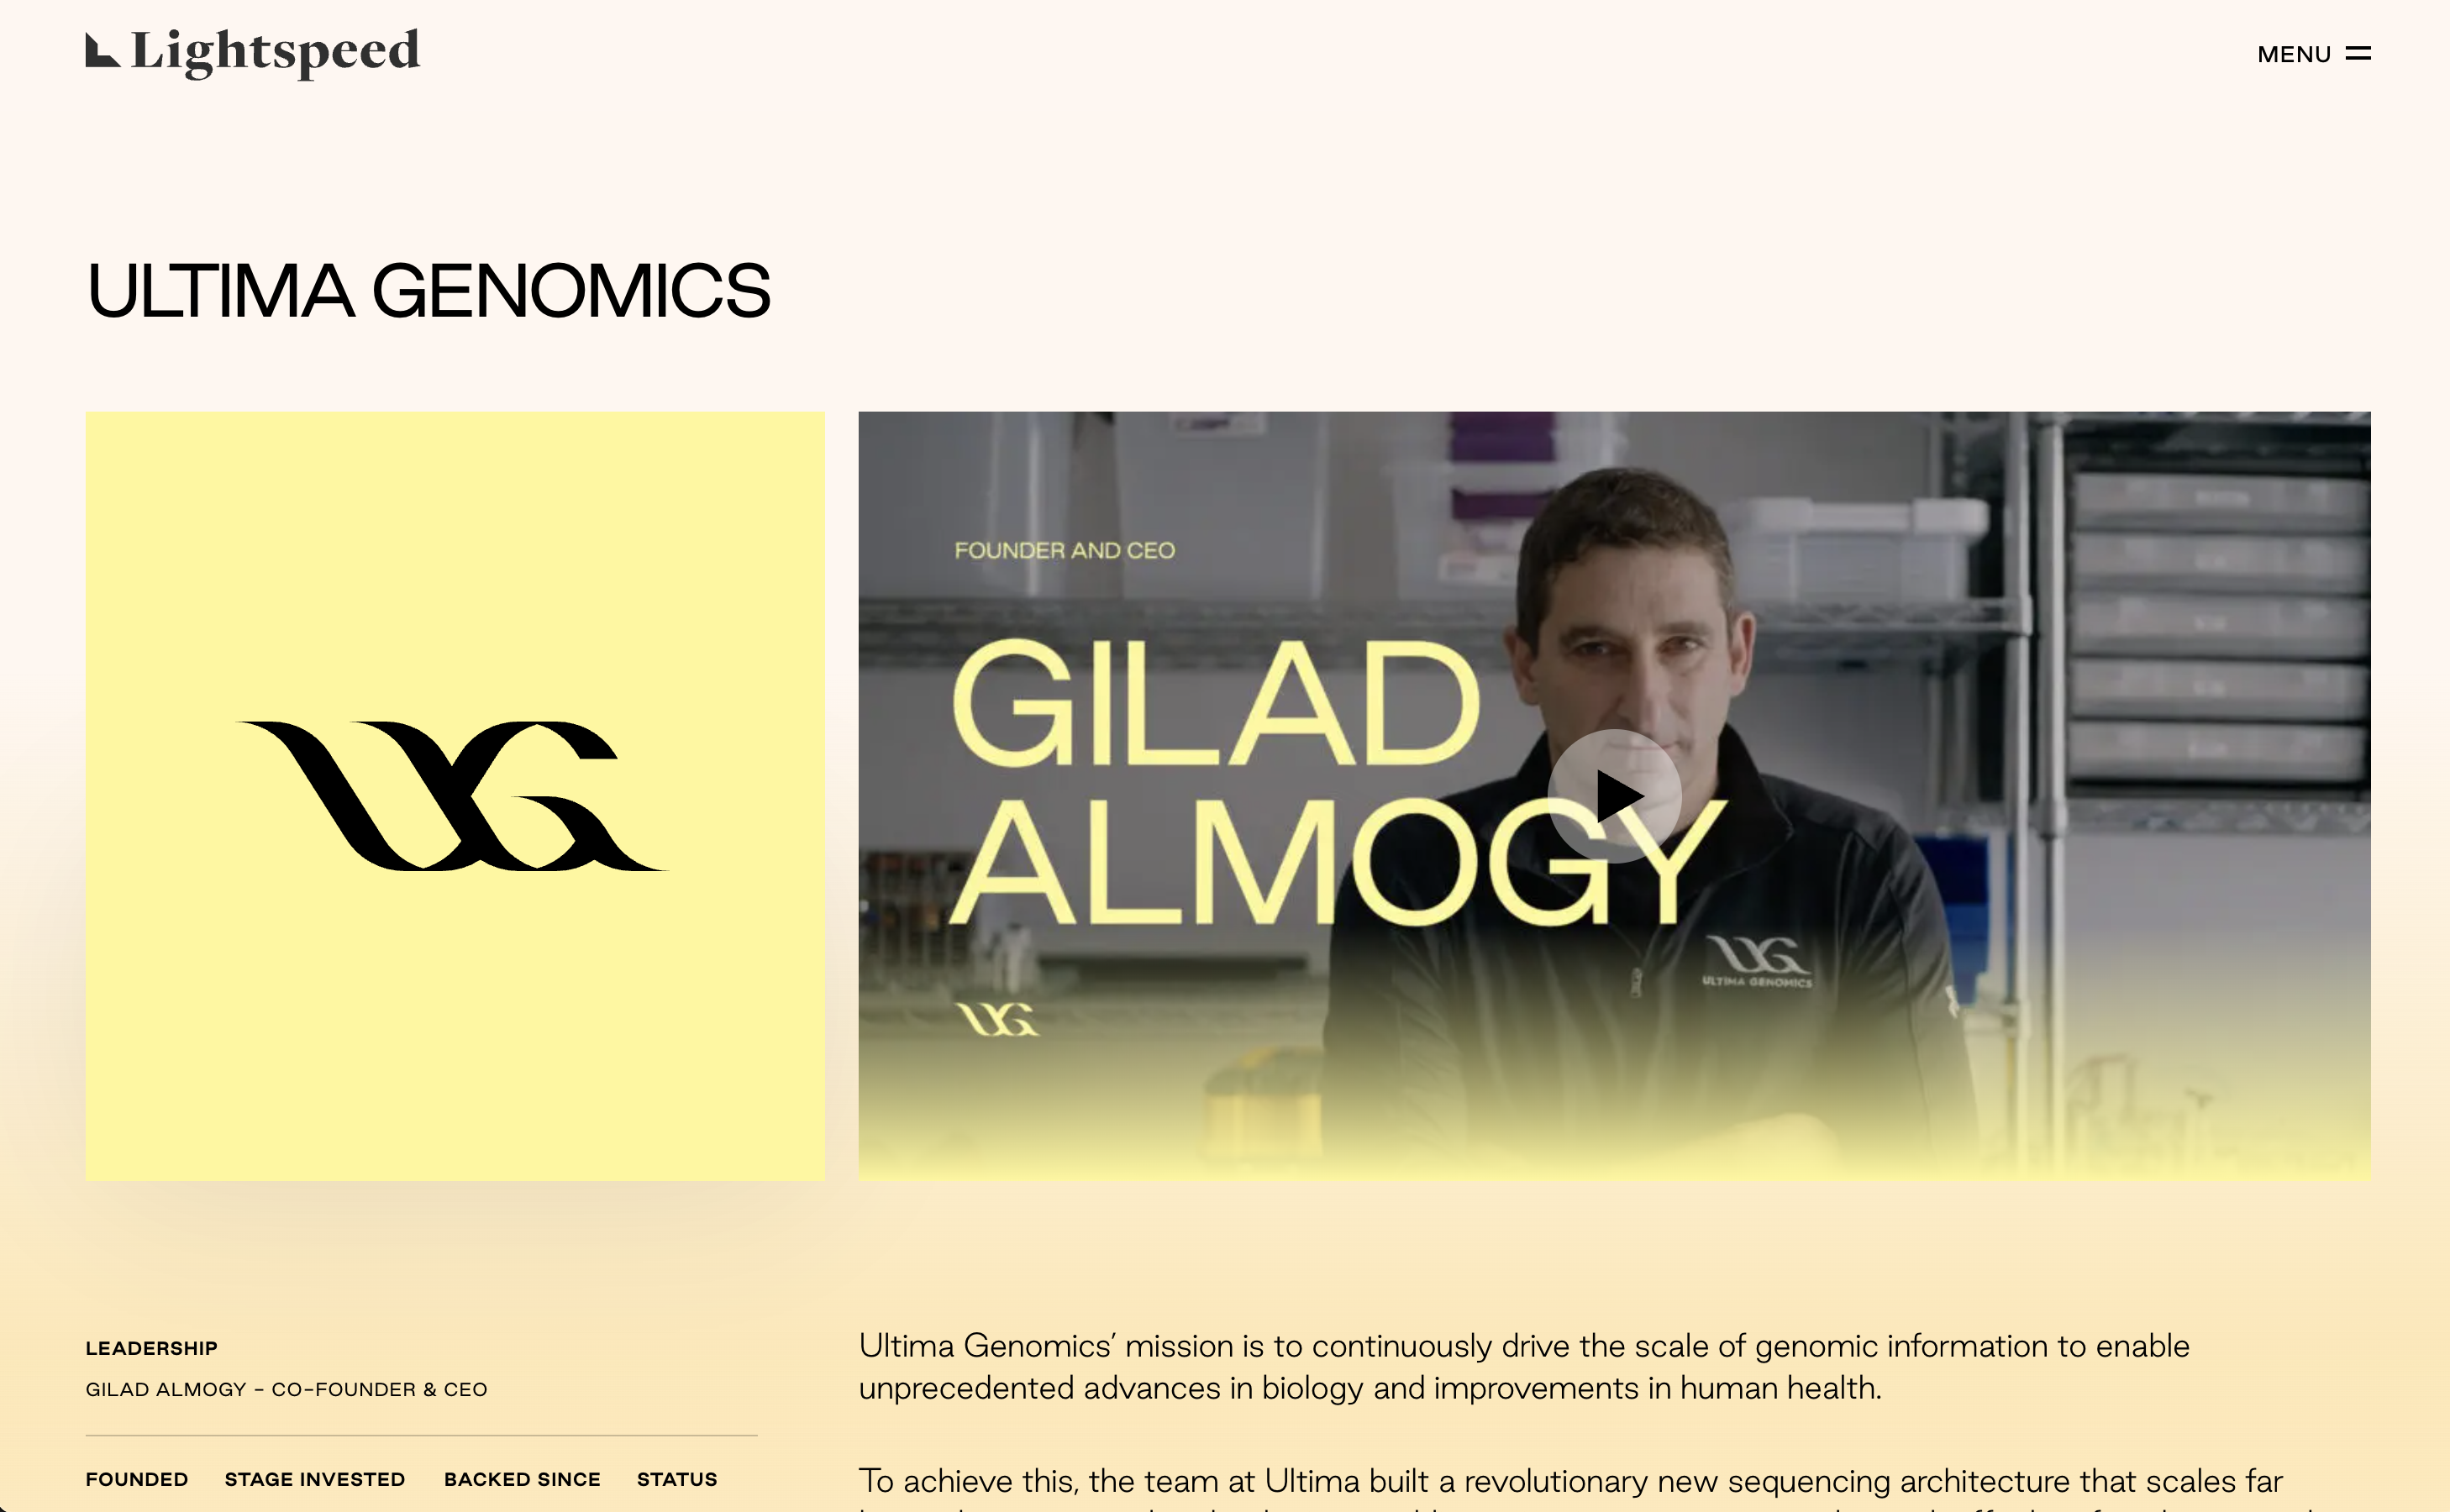 Lightspeed
MENU
ULTIMA GENOMICS
UG
FOUNDER AND CEO
GILAD
ALMOGY
UG
ULTIMA GENOMICS
UG
LEADERSHIP
GILAD ALMOGY – CO-FOUNDER & CEO
FOUNDED STAGE INVESTED BACKED SINCE STATUS
Ultima Genomics’ mission is to continuously drive the scale of genomic information to enable
unprecedented advances in biology and improvements in human health.
To achieve this, the team at Ultima built a revolutionary new sequencing architecture that scales far